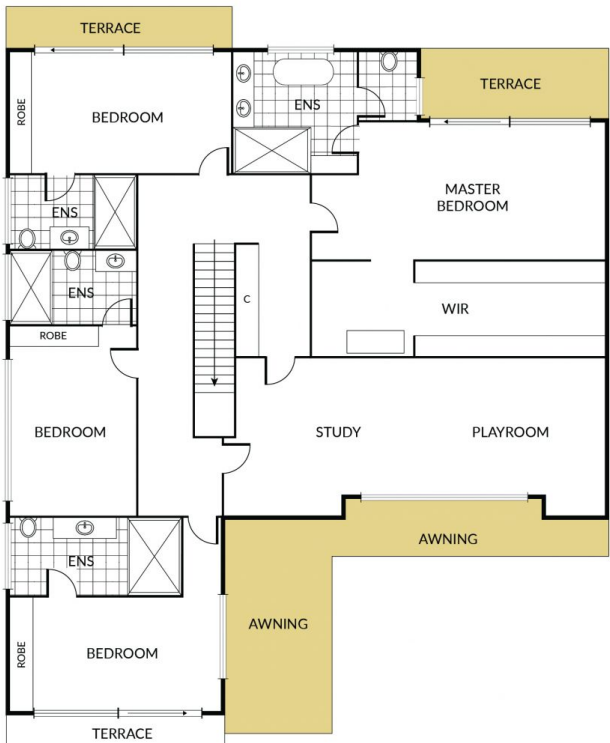 TERRACE
TERRACE
ROBE
BEDROOM
ENS
MASTER
BEDROOM
ENS
ENS
C
WIR
ROBE
BEDROOM
STUDY
PLAYROOM
AWNING
ENS
AWNING
ROBE
BEDROOM
TERRACE